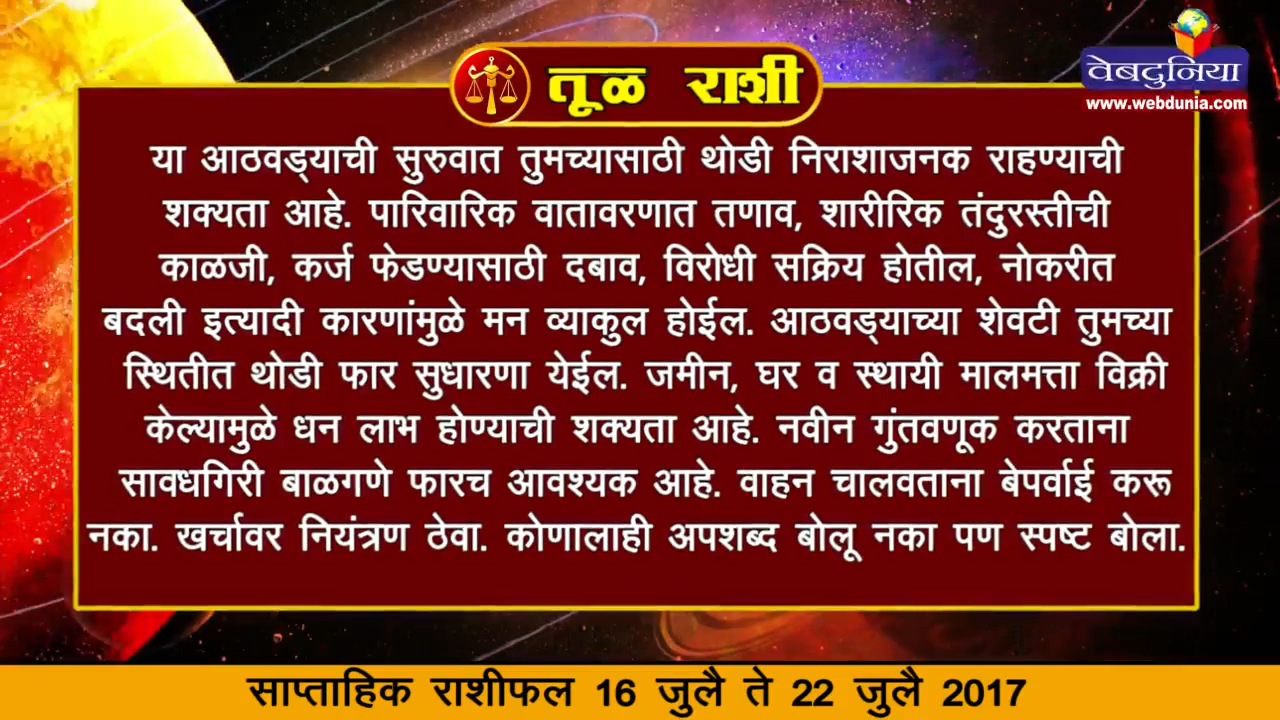 वेबदुनिया
www.webdunia.com
तूळ राशी
या आठवड्याची सुरुवात तुमच्यासाठी थोडी निराशाजनक राहण्याची
शक्यता आहे. पारिवारिक वातावरणात तणाव, शारीरिक तंदुरस्तीची
काळजी, कर्ज फेडण्यासाठी दबाव, विरोधी सक्रिय होतील, नोकरीत
बदली इत्यादी कारणांमुळे मन व्याकुल होईल. आठवड्याच्या शेवटी तुमच्या
स्थितीत थोडी फार सुधारणा येईल. जमीन, घर व स्थायी मालमत्ता विक्री
केल्यामुळे धन लाभ होण्याची शक्यता आहे. नवीन गुंतवणूक करताना
सावधगिरी बाळगणे फारच आवश्यक आहे. वाहन चालवताना बेपर्वाई करू
नका. खर्चावर नियंत्रण ठेवा. कोणालाही अपशब्द बोलू नका पण स्पष्ट बोला.
साप्ताहिक राशीफल 16 जुलै ते 22 जुलै 2017